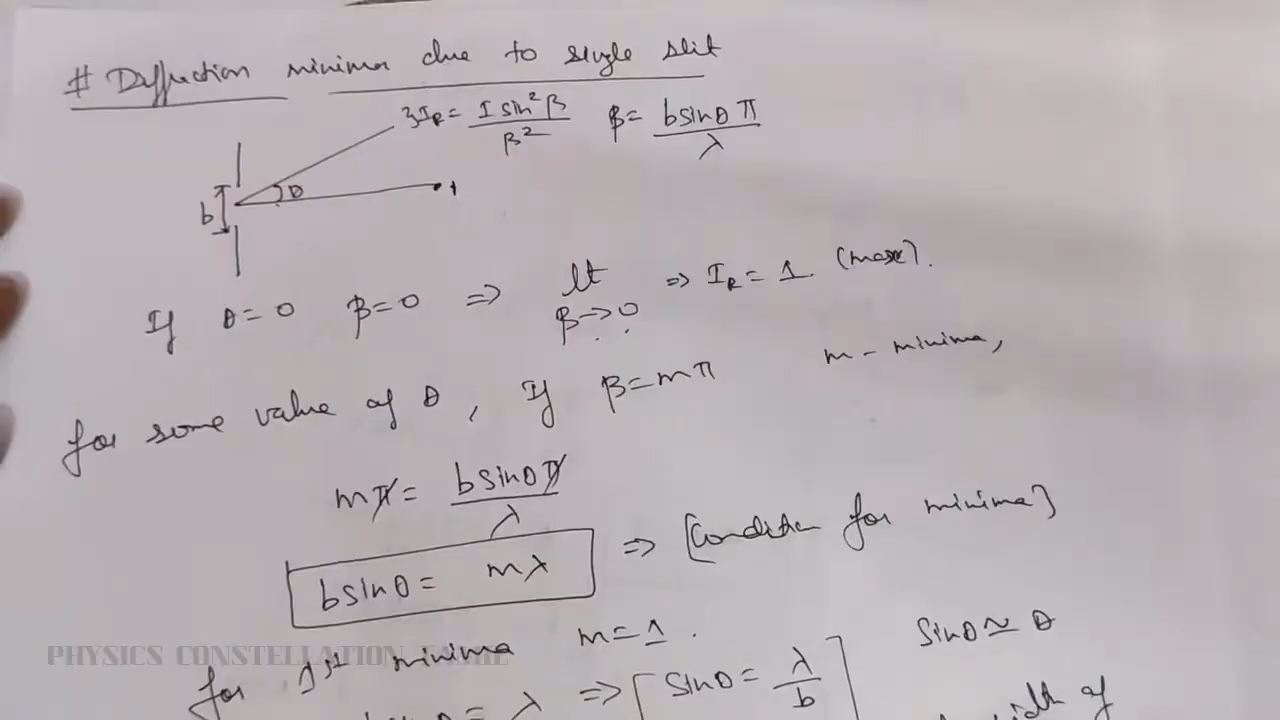 # Diffraction minima due to single slit
I_R = I sin²β / β² β = b sinθ π / λ
θ
b
If θ=0 β=0 ⇒ lt β→0 ⇒ I_R = 1 (max).
for some value of θ, If β=mπ m - minima,
mπ = b sinθ π / λ
b sinθ = mλ ⇒ [Condition for minima]
for 1st minima m=1. sinθ ≃ θ
PHYSICS CONSTELLATION
⇒ [sinθ = λ / b]
width of